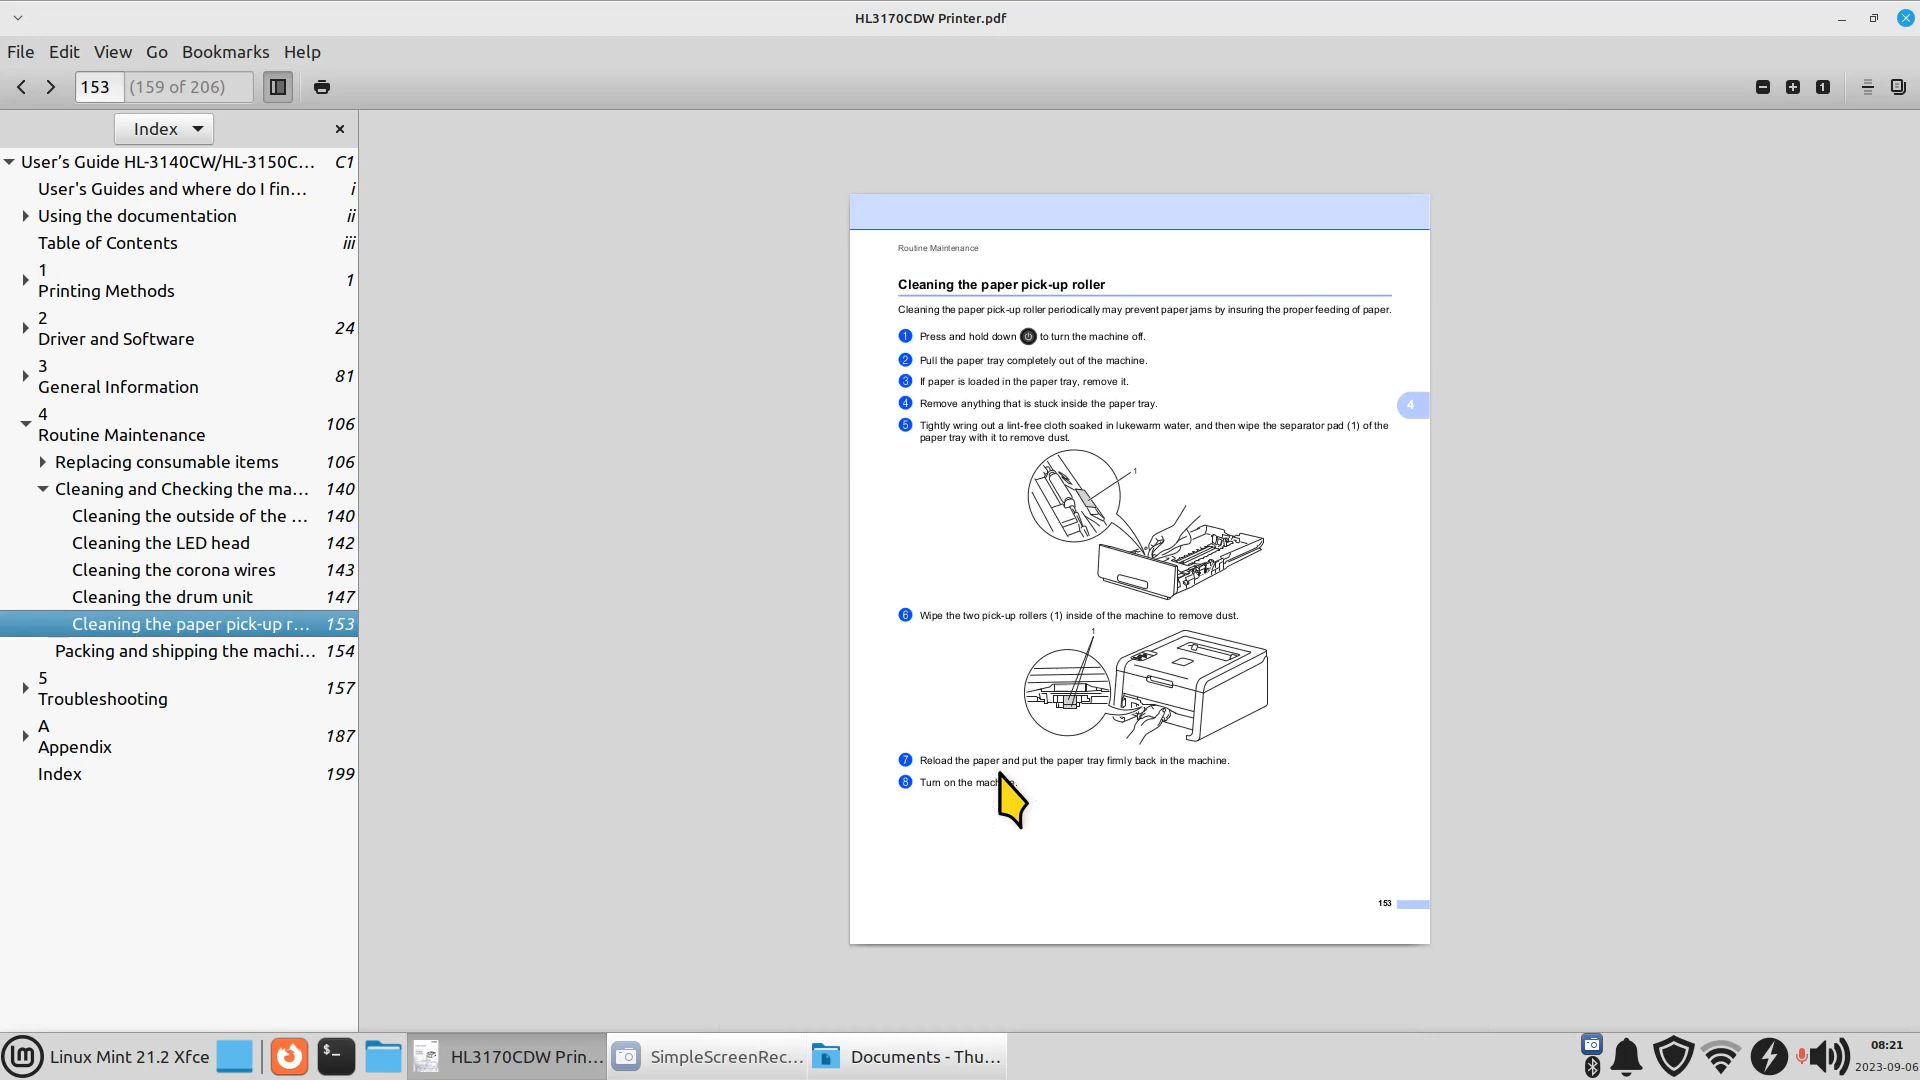 HL3170CDW Printer.pdf
File Edit View Go Bookmarks Help
153 (159 of 206)
Index
User's Guide HL-3140CW/HL-3150C... C1
User's Guides and where do I fin... i
Using the documentation ii
Table of Contents iii
1
Printing Methods 1
2
Driver and Software 24
3
General Information 81
4
Routine Maintenance 106
Replacing consumable items 106
Cleaning and Checking the ma... 140
Cleaning the outside of the ... 140
Cleaning the LED head 142
Cleaning the corona wires 143
Cleaning the drum unit 147
Cleaning the paper pick-up r... 153
Packing and shipping the machi... 154
5
Troubleshooting 157
A
Appendix 187
Index 199
Routine Maintenance
Cleaning the paper pick-up roller
Cleaning the paper pick-up roller periodically may prevent paper jams by insuring the proper feeding of paper.
1 Press and hold down to turn the machine off.
2 Pull the paper tray completely out of the machine.
3 If paper is loaded in the paper tray, remove it.
4
4 Remove anything that is stuck inside the paper tray.
5 Tightly wring out a lint-free cloth soaked in lukewarm water, and then wipe the separator pad (1) of the
paper tray with it to remove dust.
1
6 Wipe the two pick-up rollers (1) inside of the machine to remove dust.
1
7 Reload the paper and put the paper tray firmly back in the machine.
8 Turn on the mach
153
Linux Mint 21.2 Xfce
HL3170CDW Prin...
SimpleScreenRec...
Documents - Thu...
08:21
2023-09-06